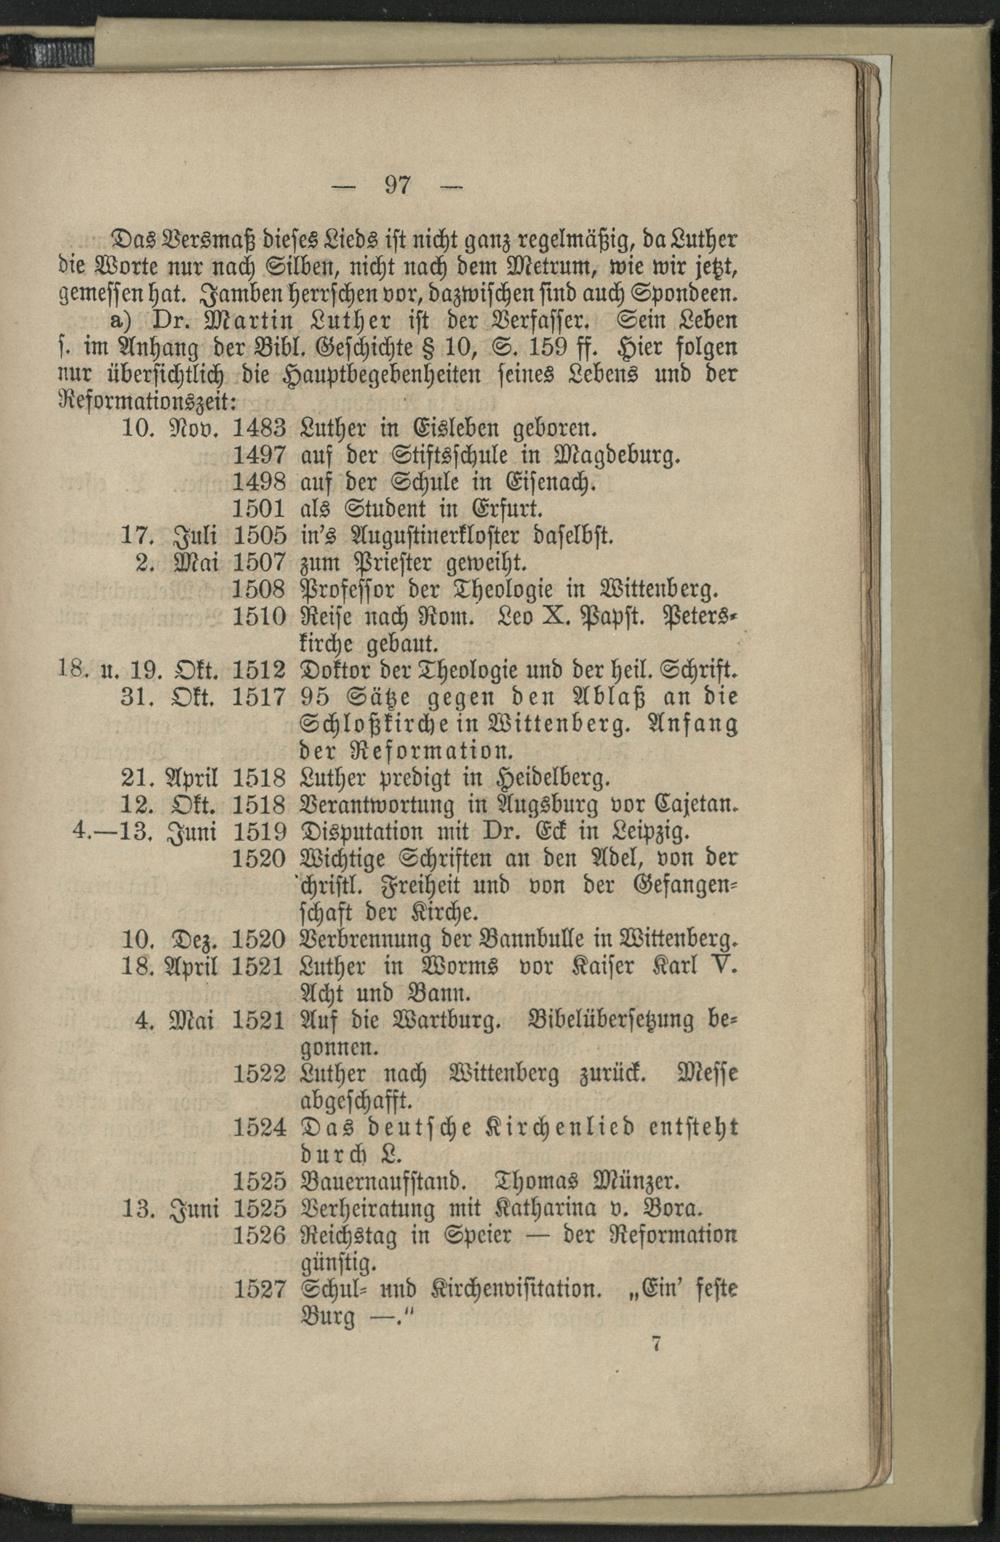 — 97 —
Das Versmaß dieses Lieds ist nicht ganz regelmäßig, da Luther
die Worte nur nach Silben, nicht nach dem Metrum, wie wir jetzt,
gemessen hat. Jamben herrschen vor, dazwischen sind auch Spondeen.
a) Dr. Martin Luther ist der Verfasser. Sein Leben
s. im Anhang der Bibl. Geschichte § 10, S. 159 ff. Hier folgen
nur übersichtlich die Hauptbegebenheiten seines Lebens und der
Reformationszeit:
10. Nov. 1483 Luther in Eisleben geboren.
1497 auf der Stiftsschule in Magdeburg.
1498 auf der Schule in Eisenach.
1501 als Student in Erfurt.
17. Juli 1505 in's Augustinerkloster daselbst.
2. Mai 1507 zum Priester geweiht.
1508 Professor der Theologie in Wittenberg.
1510 Reise nach Rom. Leo X. Papst. Peters-
kirche gebaut.
18. u. 19. Okt. 1512 Doktor der Theologie und der heil. Schrift.
31. Okt. 1517 95 Sätze gegen den Ablaß an die
Schloßkirche in Wittenberg. Anfang
der Reformation.
21. April 1518 Luther predigt in Heidelberg.
12. Okt. 1518 Verantwortung in Augsburg vor Cajetan.
4.—13. Juni 1519 Disputation mit Dr. Eck in Leipzig.
1520 Wichtige Schriften an den Adel, von der
christl. Freiheit und von der Gefangen-
schaft der Kirche.
10. Dez. 1520 Verbrennung der Bannbulle in Wittenberg.
18. April 1521 Luther in Worms vor Kaiser Karl V.
Acht und Bann.
4. Mai 1521 Auf die Wartburg. Bibelübersetzung be-
gonnen.
1522 Luther nach Wittenberg zurück. Messe
abgeschafft.
1524 Das deutsche Kirchenlied entsteht
durch L.
1525 Bauernaufstand. Thomas Münzer.
13. Juni 1525 Verheiratung mit Katharina v. Bora.
1526 Reichstag in Speier — der Reformation
günstig.
1527 Schul- und Kirchenvisitation. „Ein' feste
Burg —."
7